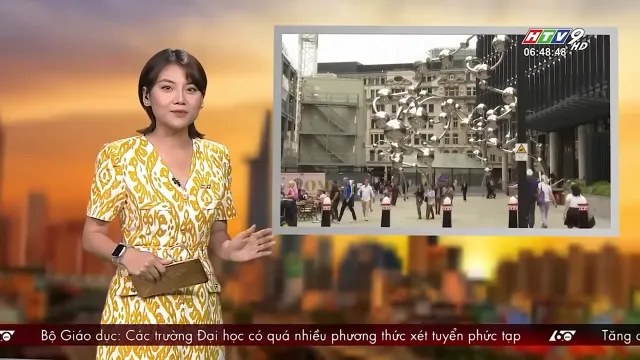 HTV9 HD
06:48:48
Bộ Giáo dục: Các trường Đại học có quá nhiều phương thức xét tuyển phức tạp
60
Tăng